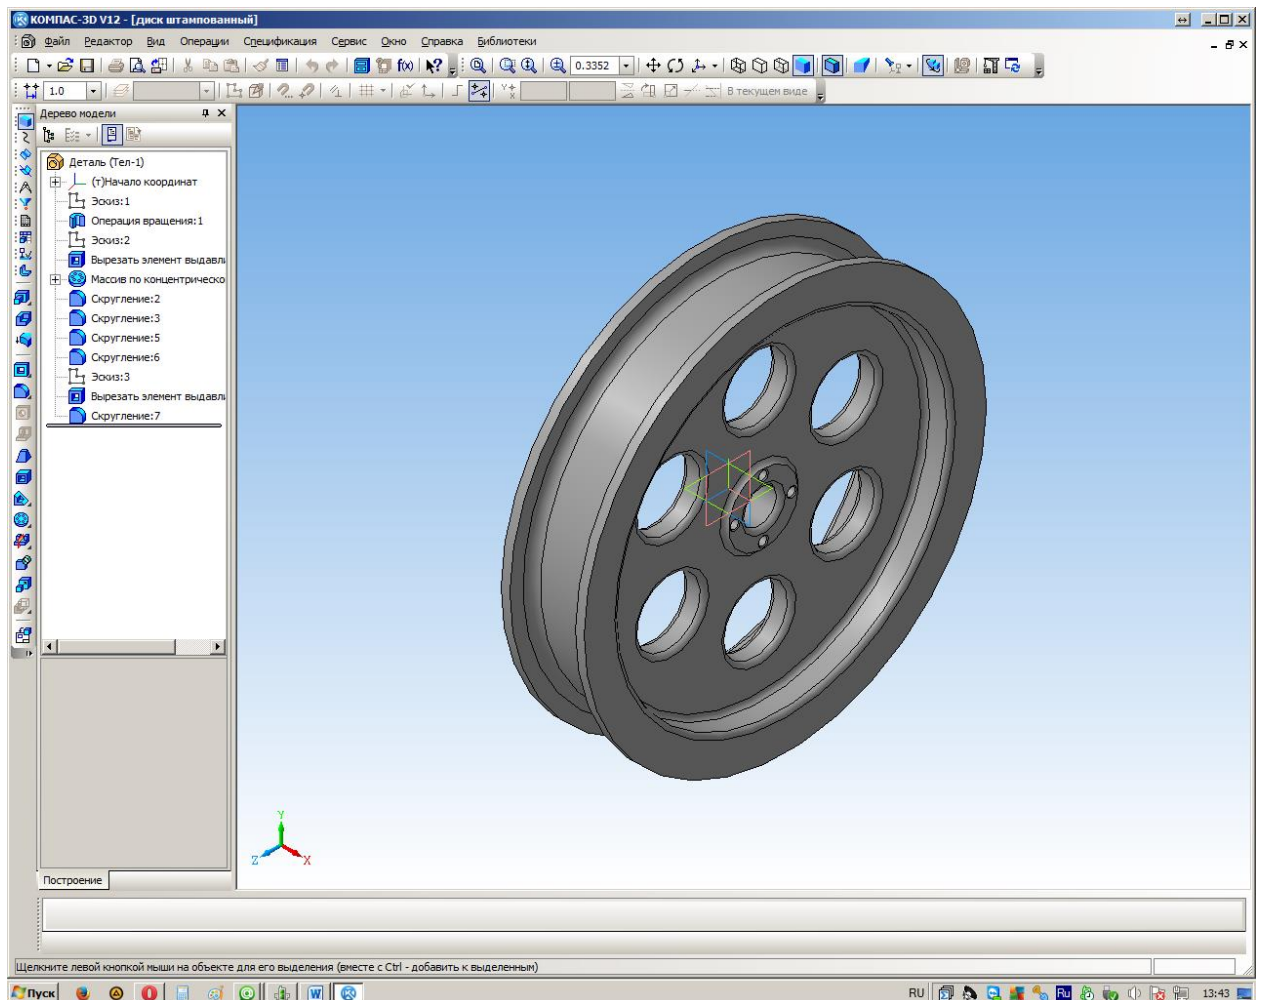 КОМПАС-3D V12 - [диск штампованный]
Файл Редактор Вид Операции Спецификация Сервис Окно Справка Библиотеки
0.3352
1.0
В текущем виде
Дерево модели
Деталь (Тел-1)
(т)Начало координат
Эскиз:1
Операция вращения:1
Эскиз:2
Вырезать элемент выдавл
Массив по концентрическо
Скругление:2
Скругление:3
Скругление:5
Скругление:6
Эскиз:3
Вырезать элемент выдавл
Скругление:7
Y
Z
X
Построение
Щелкните левой кнопкой мыши на объекте для его выделения (вместе с Ctrl - добавить к выделенным)
Пуск
RU
Ru
13:43